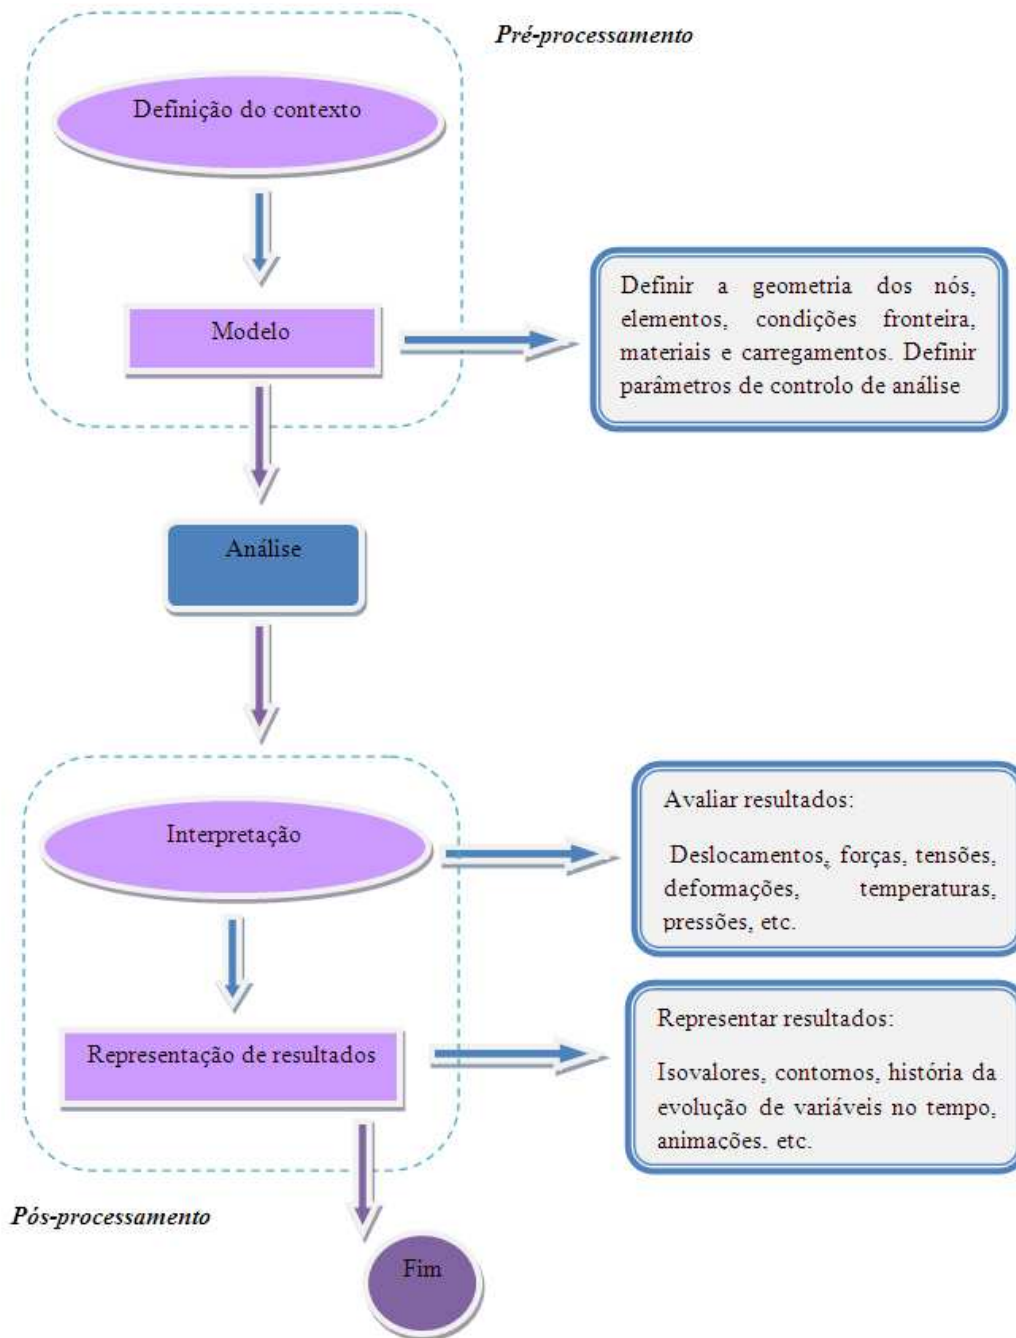 Pré-processamento
Definição do contexto
Modelo
Definir a geometria dos nós,
elementos, condições fronteira,
materiais e carregamentos. Definir
parâmetros de controlo de análise
Análise
Interpretação
Avaliar resultados:
Deslocamentos, forças, tensões,
deformações, temperaturas,
pressões, etc.
Representação de resultados
Representar resultados:
Isovalores, contornos, história da
evolução de variáveis no tempo,
animações, etc.
Pós-processamento
Fim